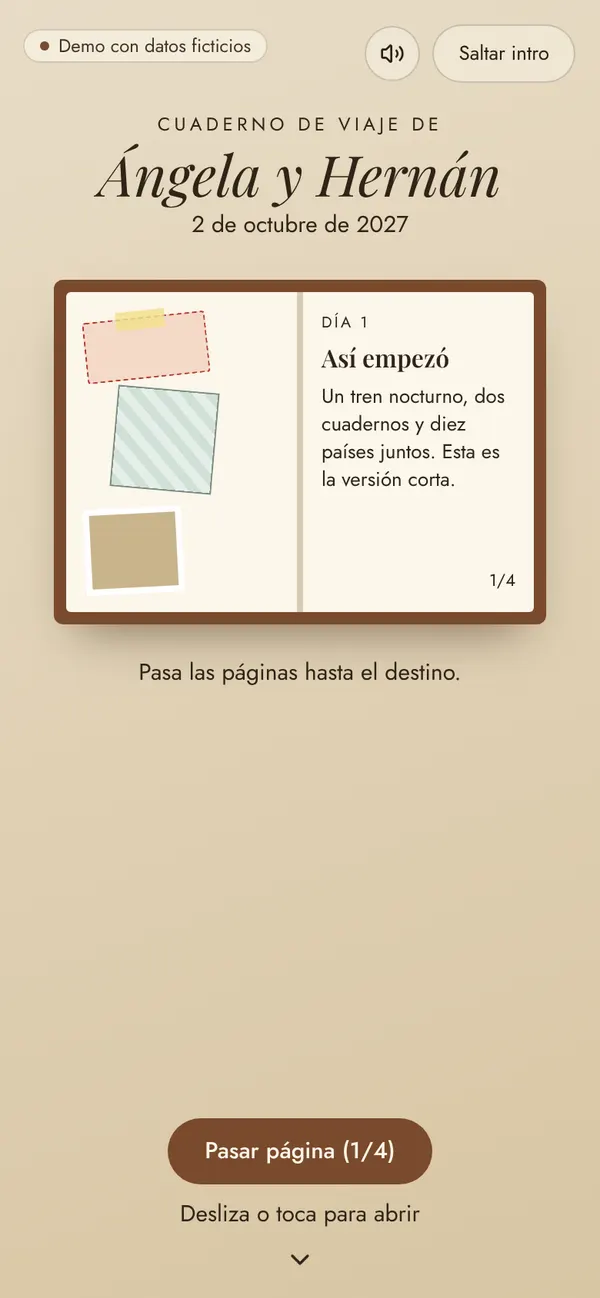 Demo con datos ficticios
Saltar intro
CUADERNO DE VIAJE DE
Ángela y Hernán
2 de octubre de 2027
DÍA 1
Así empezó
Un tren nocturno, dos
cuadernos y diez
países juntos. Esta es
la versión corta.
1/4
Pasa las páginas hasta el destino.
Pasar página (1/4)
Desliza o toca para abrir